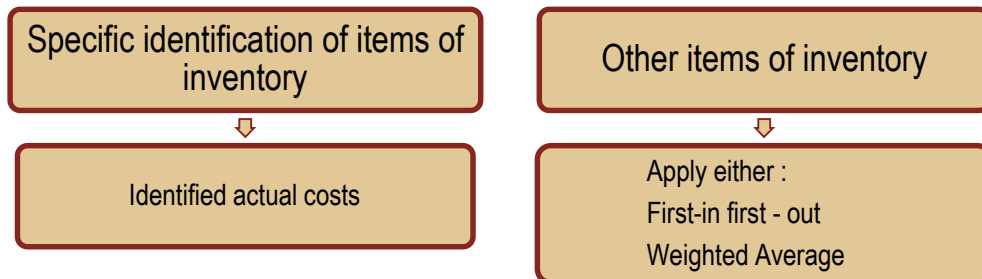 Specific identification of items of
inventory
Other items of inventory
Identified actual costs
Apply either :
First-in first - out
Weighted Average